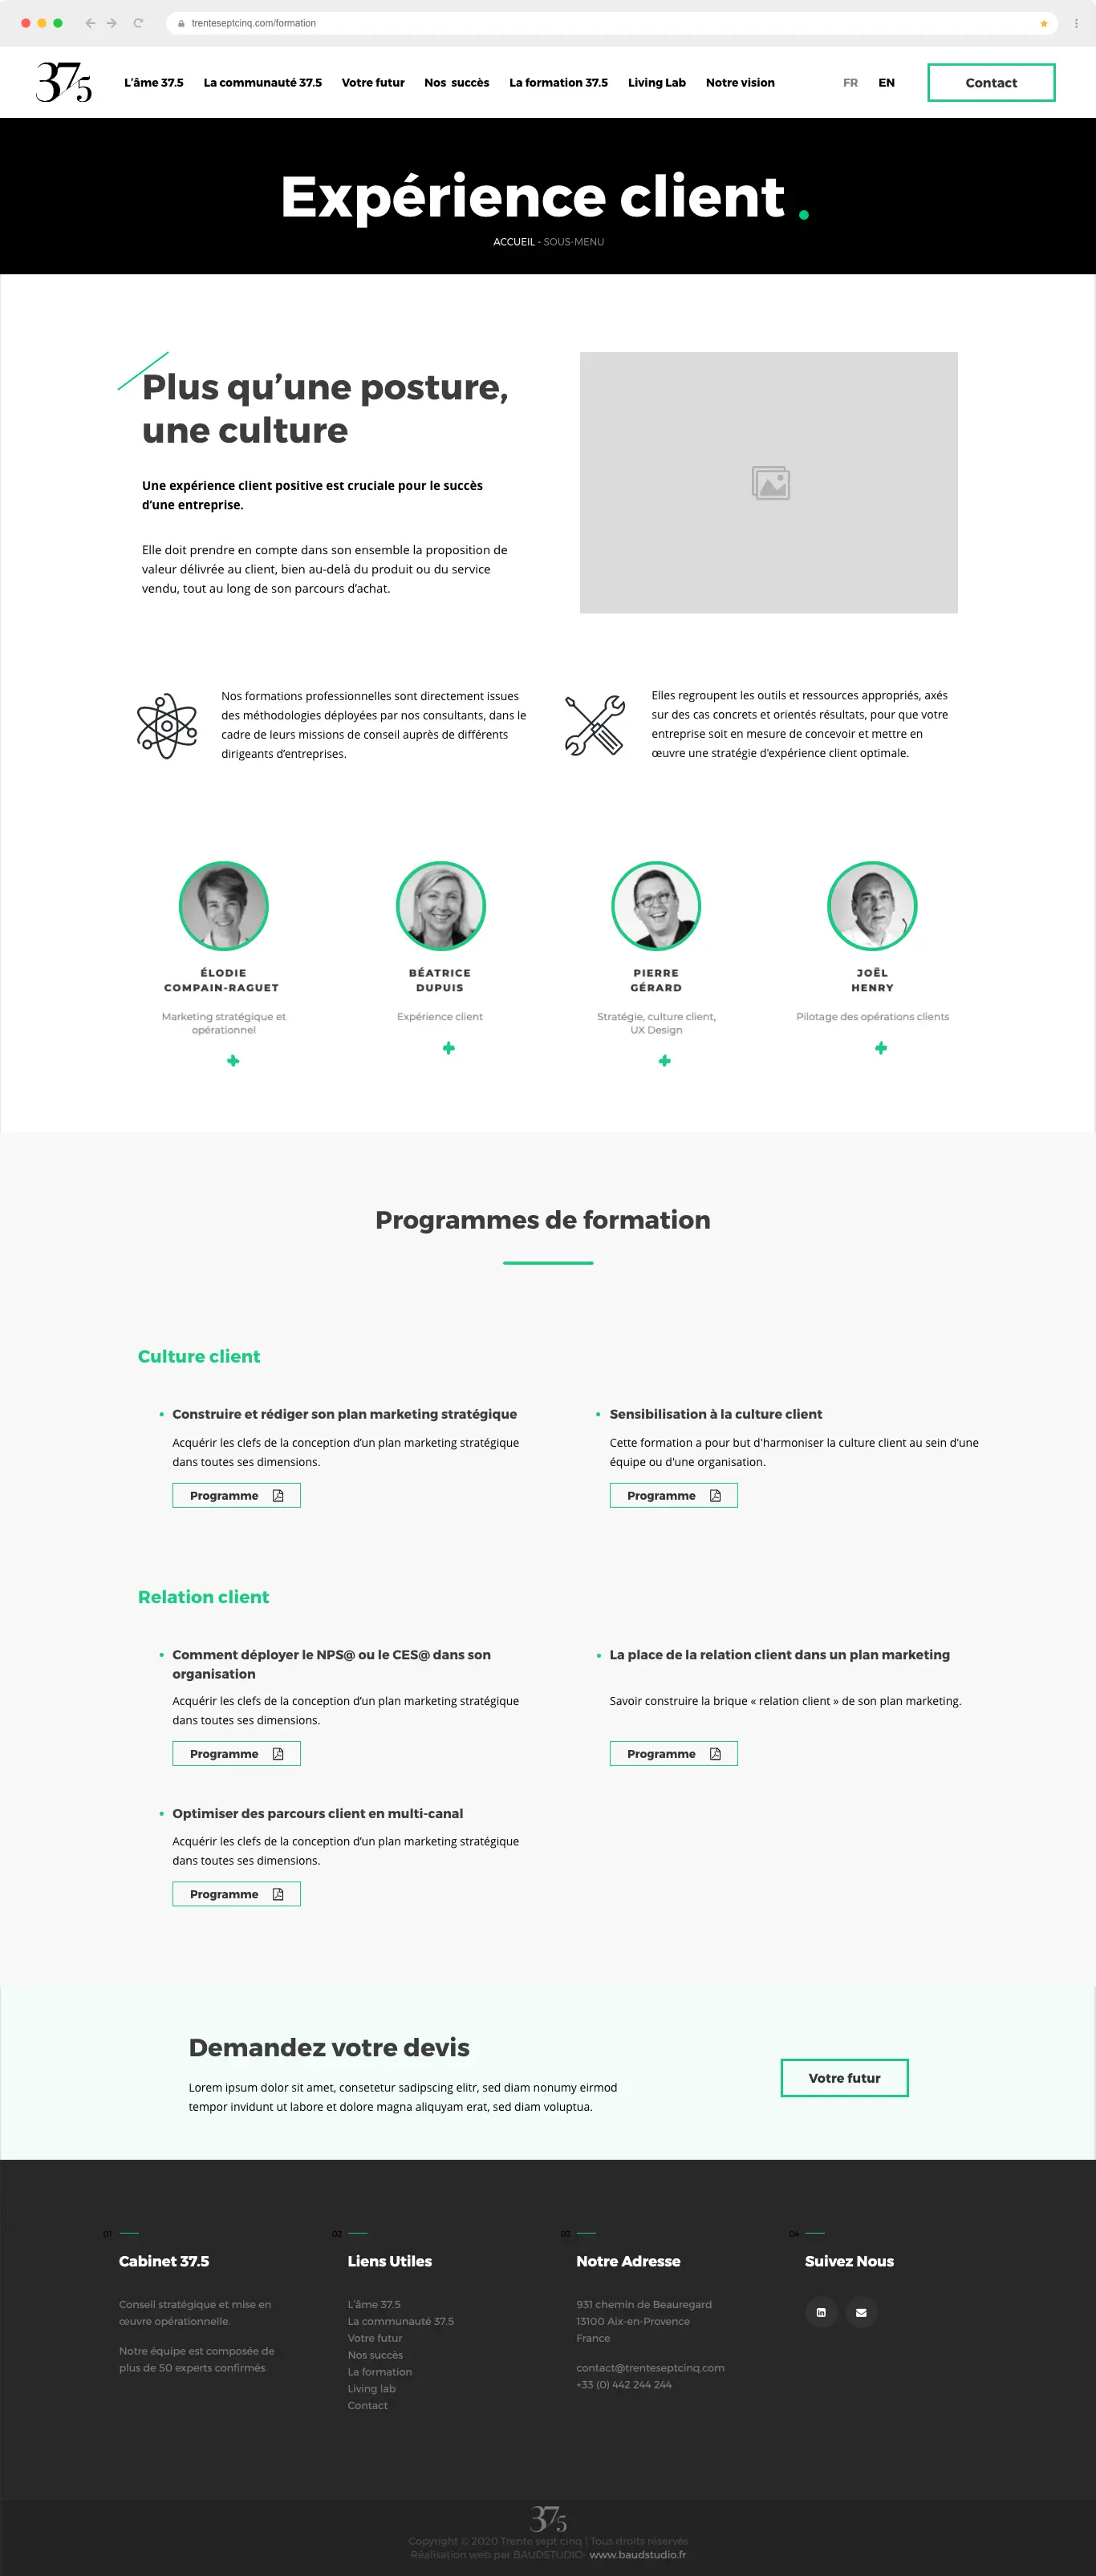 trenteseptcinq.com/formation
37.5
L'âme 37.5
La communauté 37.5
Votre futur
Nos succès
La formation 37.5
Living Lab
Notre vision
FR
EN
Contact
Expérience client.
ACCUEIL - SOUS-MENU
Plus qu'une posture,
une culture
Une expérience client positive est cruciale pour le succès
d'une entreprise.
Elle doit prendre en compte dans son ensemble la proposition de
valeur délivrée au client, bien au-delà du produit ou du service
vendu, tout au long de son parcours d'achat.
Nos formations professionnelles sont directement issues
des méthodologies déployées par nos consultants, dans le
cadre de leurs missions de conseil auprès de différents
dirigeants d'entreprises.
Elles regroupent les outils et ressources appropriés, axés
sur des cas concrets et orientés résultats, pour que votre
entreprise soit en mesure de concevoir et mettre en
œuvre une stratégie d'expérience client optimale.
ÉLODIE
COMPAIN-RAGUET
Marketing stratégique et
opérationnel
BÉATRICE
DUPUIS
Expérience client
PIERRE
GÉRARD
Stratégie, culture client,
UX Design
JOËL
HENRY
Pilotage des opérations clients
Programmes de formation
Culture client
• Construire et rédiger son plan marketing stratégique
Acquérir les clefs de la conception d'un plan marketing stratégique
dans toutes ses dimensions.
Programme
• Sensibilisation à la culture client
Cette formation a pour but d'harmoniser la culture client au sein d'une
équipe ou d'une organisation.
Programme
Relation client
• Comment déployer le NPS@ ou le CES@ dans son
organisation
Acquérir les clefs de la conception d'un plan marketing stratégique
dans toutes ses dimensions.
Programme
• La place de la relation client dans un plan marketing
Savoir construire la brique « relation client » de son plan marketing.
Programme
• Optimiser des parcours client en multi-canal
Acquérir les clefs de la conception d'un plan marketing stratégique
dans toutes ses dimensions.
Programme
Demandez votre devis
Lorem ipsum dolor sit amet, consetetur sadipscing elitr, sed diam nonumy eirmod
tempor invidunt ut labore et dolore magna aliquyam erat, sed diam voluptua.
Votre futur
01
Cabinet 37.5
Conseil stratégique et mise en
œuvre opérationnelle.
Notre équipe est composée de
plus de 50 experts confirmés.
02
Liens Utiles
L'âme 37.5
La communauté 37.5
Votre futur
Nos succès
La formation
Living lab
Contact
03
Notre Adresse
931 chemin de Beauregard
13100 Aix-en-Provence
France
contact@trenteseptcinq.com
+33 (0) 442 244 244
04
Suivez Nous
37.5
Copyright © 2020 Trente sept cinq | Tous droits réservés
Réalisation web par BAUDSTUDIO- www.baudstudio.fr